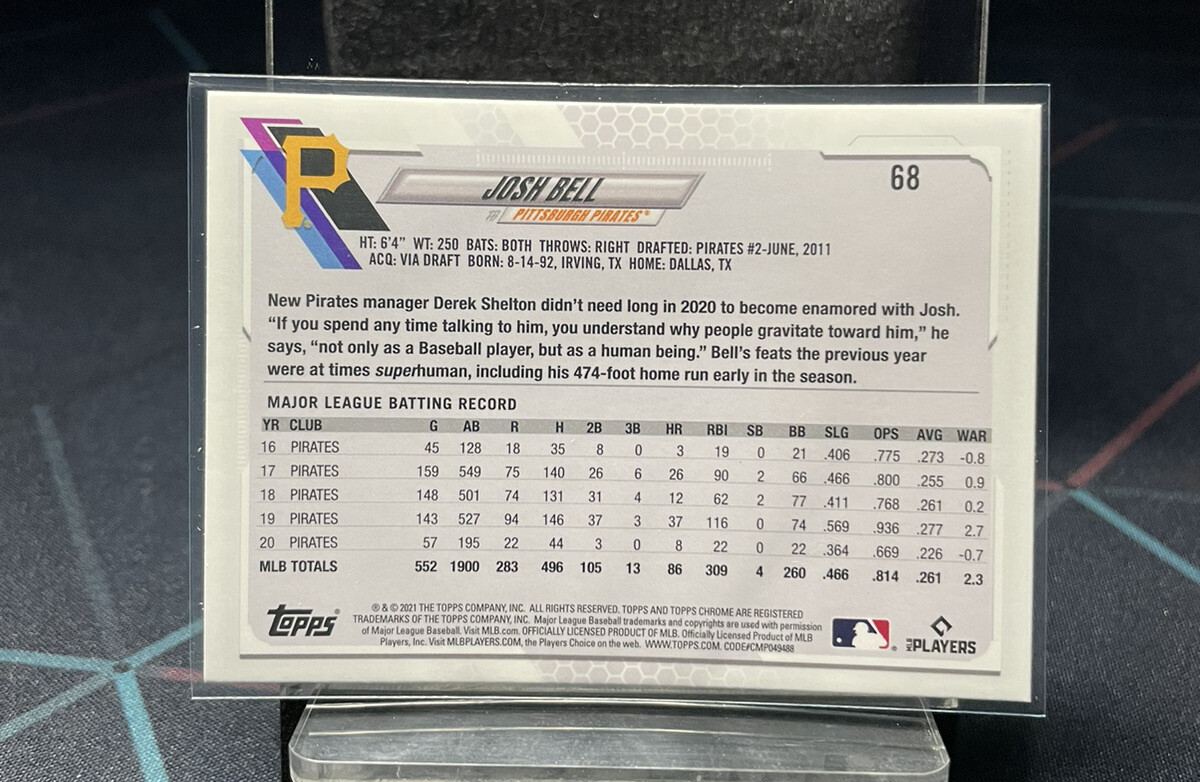 P
JOSH BELL
68
1B PITTSBURGH PIRATES®
HT: 6'4" WT: 250 BATS: BOTH THROWS: RIGHT DRAFTED: PIRATES #2-JUNE, 2011
ACQ: VIA DRAFT BORN: 8-14-92, IRVING, TX HOME: DALLAS, TX
New Pirates manager Derek Shelton didn't need long in 2020 to become enamored with Josh.
"If you spend any time talking to him, you understand why people gravitate toward him," he
says, "not only as a Baseball player, but as a human being." Bell's feats the previous year
were at times superhuman, including his 474-foot home run early in the season.
MAJOR LEAGUE BATTING RECORD
YR CLUB G AB R H 2B 3B HR RBI SB BB SLG OPS AVG WAR
16 PIRATES 45 128 18 35 8 0 3 19 0 21 .406 .775 .273 -0.8
17 PIRATES 159 549 75 140 26 6 26 90 2 66 .466 .800 .255 0.9
18 PIRATES 148 501 74 131 31 4 12 62 2 77 .411 .768 .261 0.2
19 PIRATES 143 527 94 146 37 3 37 116 0 74 .569 .936 .277 2.7
20 PIRATES 57 195 22 44 3 0 8 22 0 22 .364 .669 .226 -0.7
MLB TOTALS 552 1900 283 496 105 13 86 309 4 260 .466 .814 .261 2.3
Topps®
® & © 2021 THE TOPPS COMPANY, INC. ALL RIGHTS RESERVED. TOPPS AND TOPPS CHROME ARE REGISTERED
TRADEMARKS OF THE TOPPS COMPANY, INC. Major League Baseball trademarks and copyrights are used with permission
of Major League Baseball. Visit MLB.com. OFFICIALLY LICENSED PRODUCT OF MLB. Officially Licensed Product of MLB
Players, Inc. Visit MLBPLAYERS.COM, the Players Choice on the web. WWW.TOPPS.COM. CODE#CMP049488
MLB PLAYERS